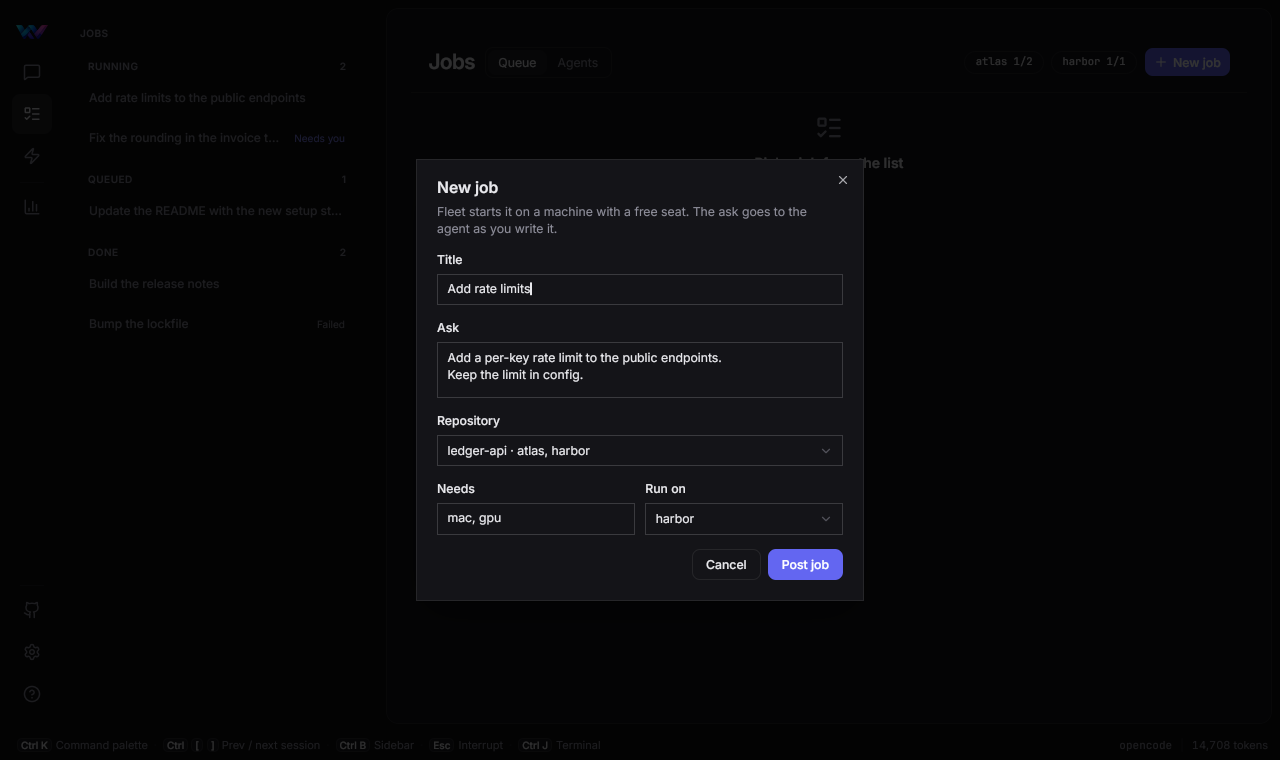 JOBS
RUNNING 2
Add rate limits to the public endpoints
Fix the rounding in the invoice t... Needs you
QUEUED 1
Update the README with the new setup st...
DONE 2
Build the release notes
Bump the lockfile Failed
Jobs Queue Agents atlas 1/2 harbor 1/1 + New job
the list
New job
Fleet starts it on a machine with a free seat. The ask goes to the
agent as you write it.
Title
Add rate limits
Ask
Add a per-key rate limit to the public endpoints.
Keep the limit in config.
Repository
ledger-api · atlas, harbor
Needs Run on
mac, gpu harbor
Cancel Post job
Ctrl K Command palette Ctrl [ ] Prev / next session Ctrl B Sidebar Esc Interrupt Ctrl J Terminal opencode 14,708 tokens